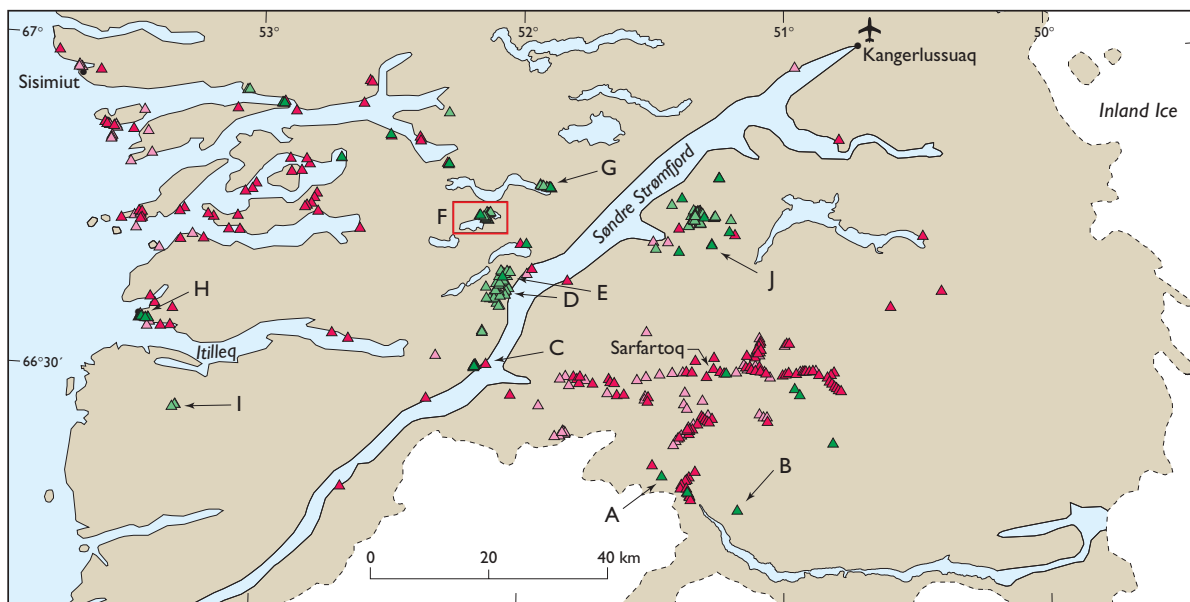 67°
53°
52°
51°
50°
Kangerlussuaq
Sisimiut
Inland Ice
G
F
Søndre Strømfjord
J
E
D
H
Itilleq
C
Sarfartoq
66°30′
I
B
A
0 20 40 km